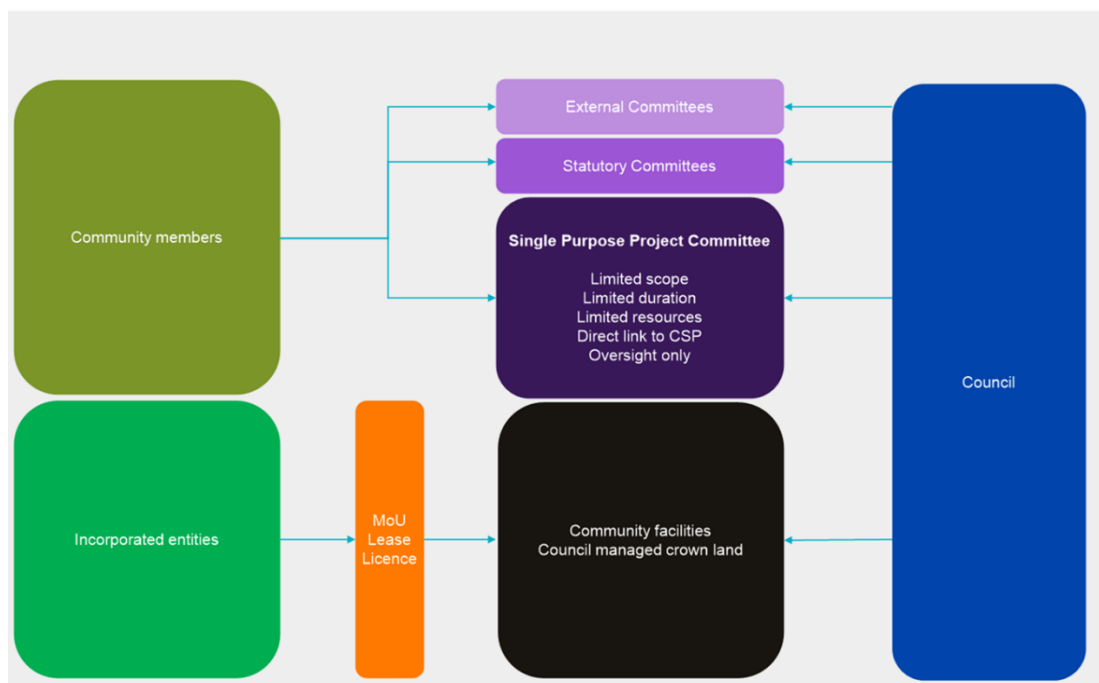 External Committees
Statutory Committees
Community members
Single Purpose Project Committee
Limited scope
Limited duration
Limited resources
Direct link to CSP
Oversight only
Council
Incorporated entities
MoU
Lease
Licence
Community facilities
Council managed crown land